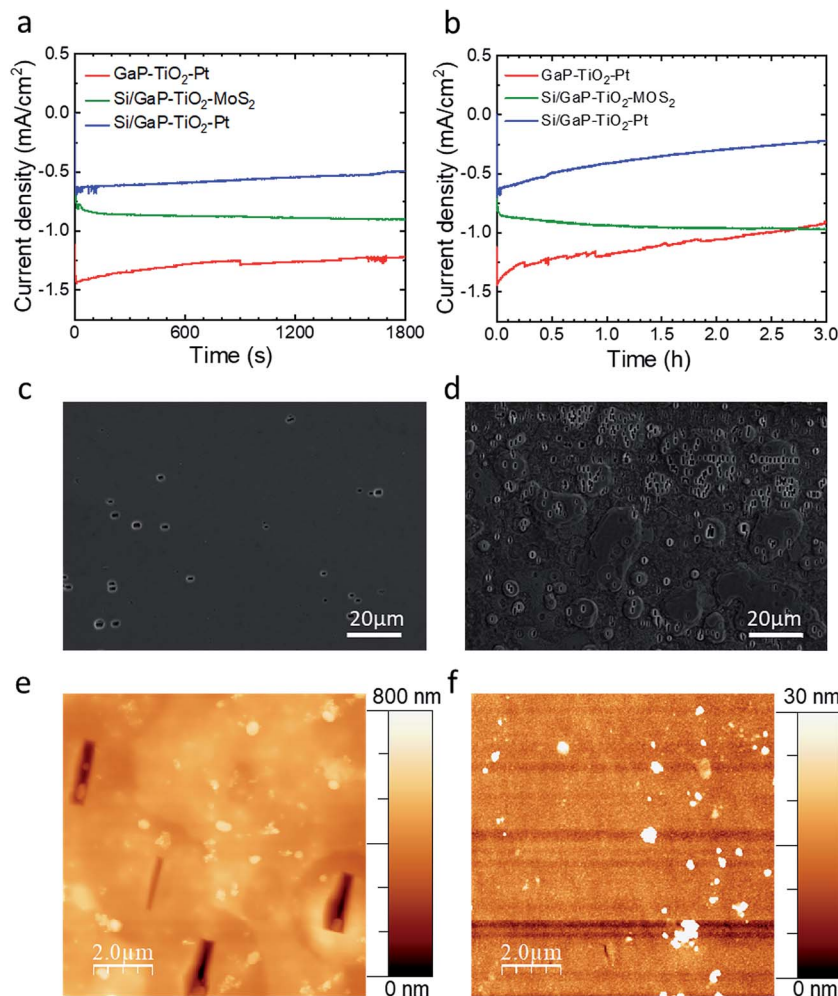 a
b
0.5
0.0
-0.5
-1.0
-1.5
Current density (mA/cm²)
GaP-TiO₂-Pt
Si/GaP-TiO₂-MoS₂
Si/GaP-TiO₂-Pt
0 600 1200 1800
Time (s)
0.5
0.0
-0.5
-1.0
-1.5
Current density (mA/cm²)
GaP-TiO₂-Pt
Si/GaP-TiO₂-MOS₂
Si/GaP-TiO₂-Pt
0.0 0.5 1.0 1.5 2.0 2.5 3.0
Time (h)
c
20μm
d
20μm
e
2.0μm
800 nm
0 nm
f
2.0μm
30 nm
0 nm